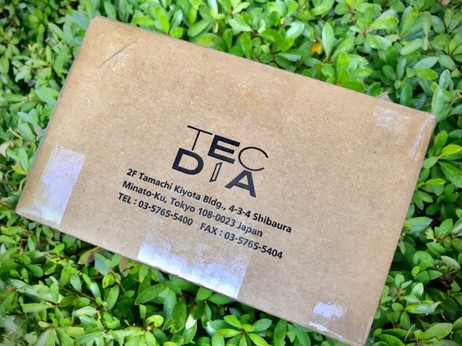 TEC
DIA
2F Tamachi Kiyota Bldg., 4-3-4 Shibaura
Minato-Ku, Tokyo 108-0023 Japan
TEL : 03-5765-5400 FAX : 03-5765-5404